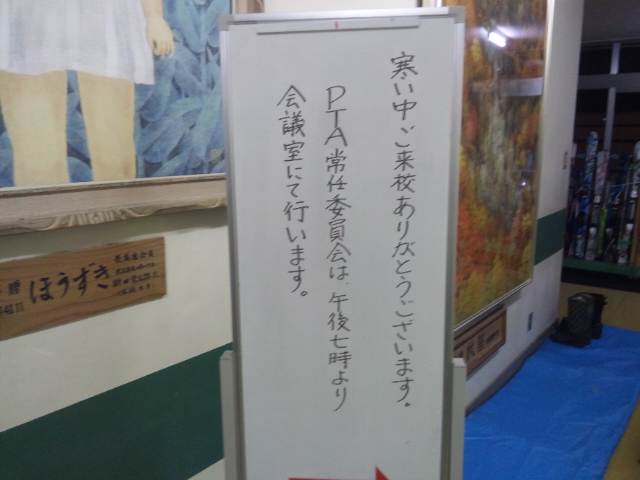 寒い中ご来校ありがとうございます。
PTA常任委員会は、午後七時より
会議室にて行います。
ほうずき